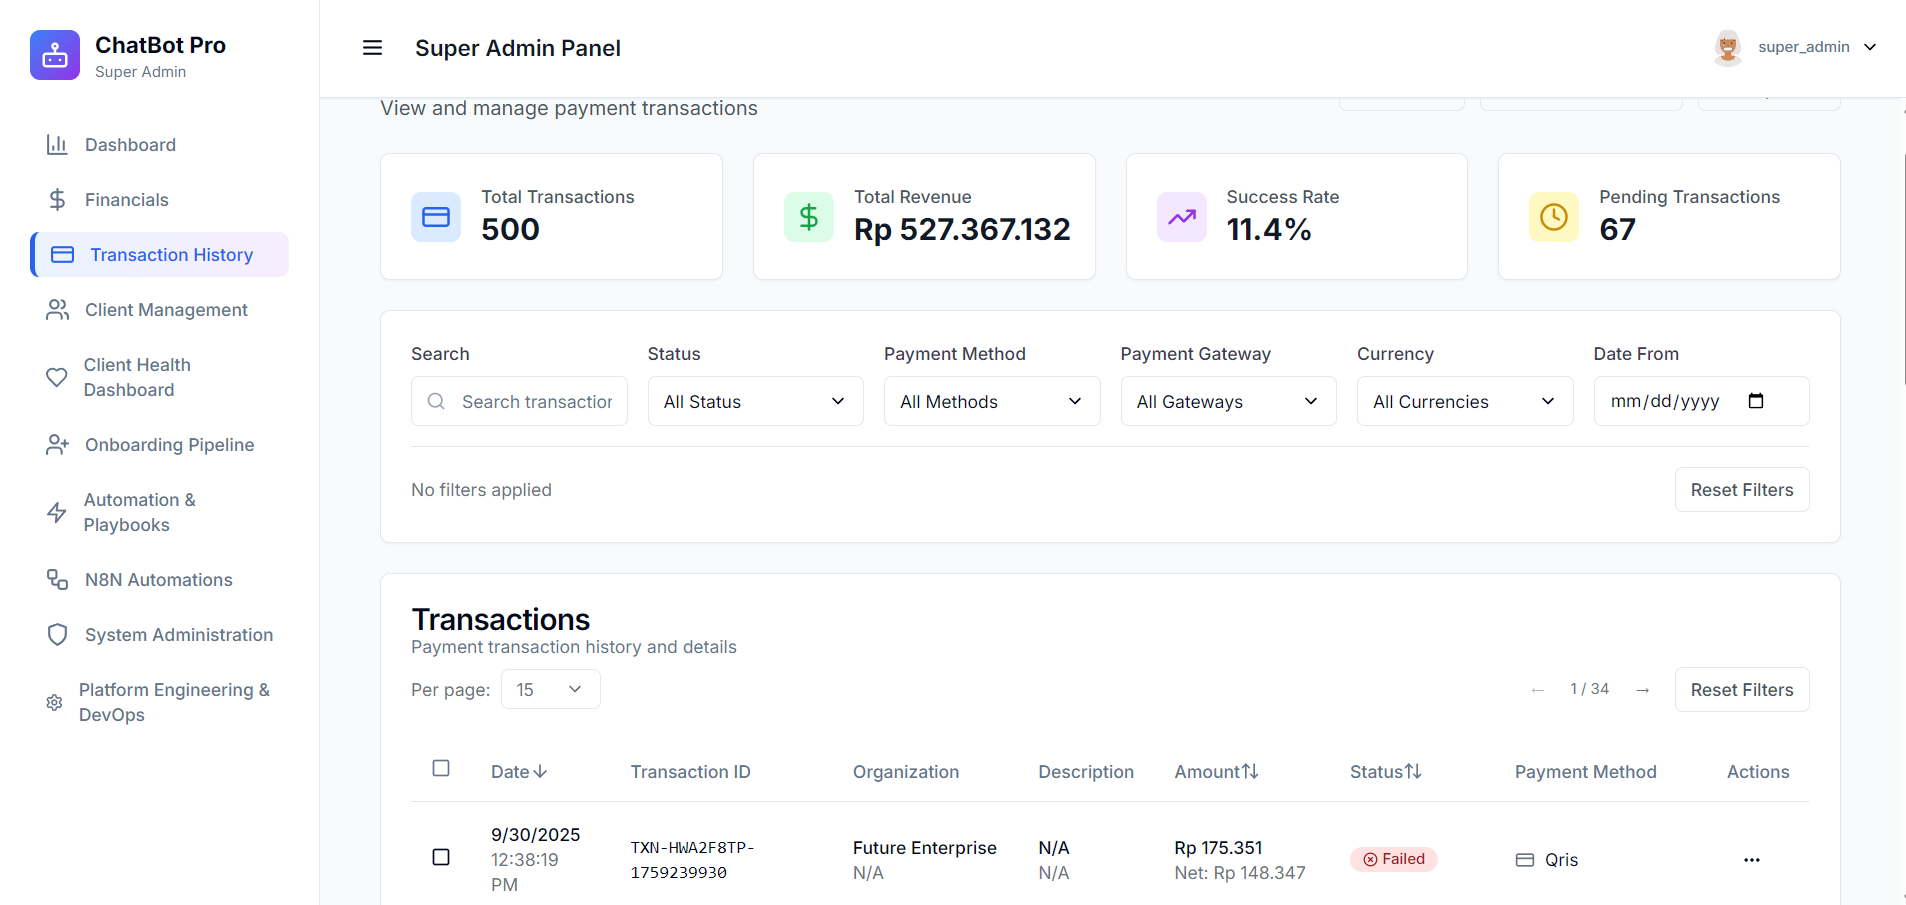 ChatBot Pro
Super Admin
Dashboard
Financials
Transaction History
Client Management
Client Health
Dashboard
Onboarding Pipeline
Automation &
Playbooks
N8N Automations
System Administration
Platform Engineering &
DevOps
Super Admin Panel
super_admin
View and manage payment transactions
Total Transactions
500
Total Revenue
Rp 527.367.132
Success Rate
11.4%
Pending Transactions
67
Search
Status
Payment Method
Payment Gateway
Currency
Date From
Search transaction
All Status
All Methods
All Gateways
All Currencies
mm/dd/yyyy
No filters applied
Reset Filters
Transactions
Payment transaction history and details
Per page:
15
← 1 / 34 →
Reset Filters
Date↓
Transaction ID
Organization
Description
Amount↑↓
Status↑↓
Payment Method
Actions
9/30/2025
12:38:19
PM
TXN-HWA2F8TP-
1759239930
Future Enterprise
N/A
N/A
N/A
Rp 175.351
Net: Rp 148.347
Failed
Qris